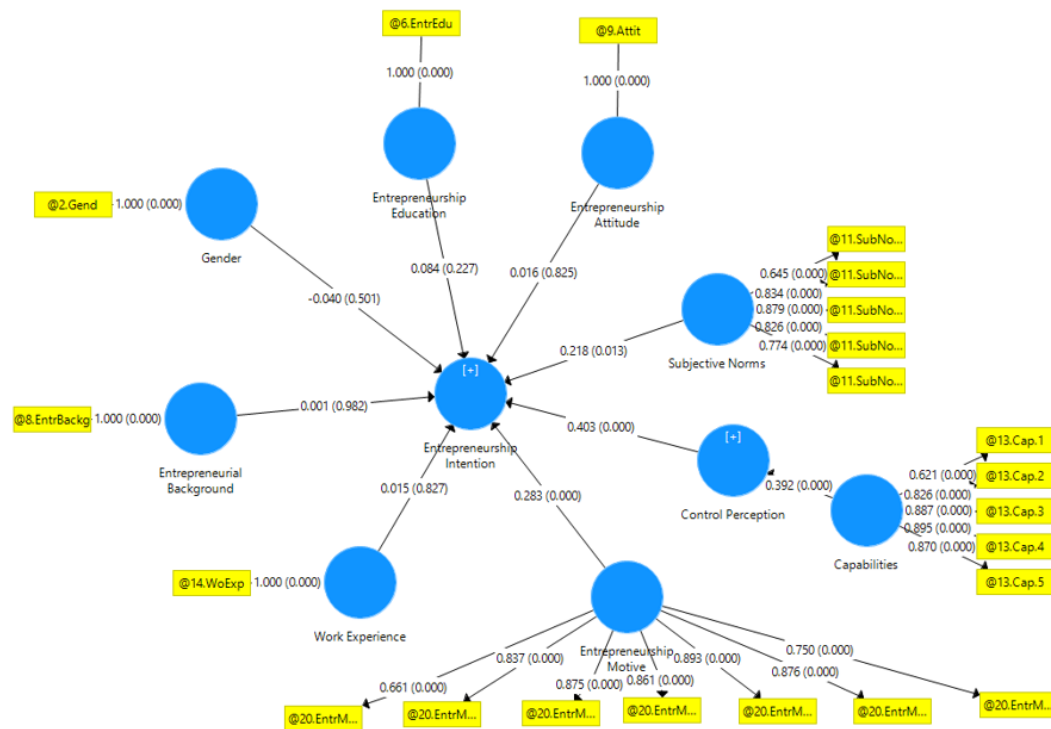 @6.EntrEdu
@9.Attit
1.000 (0.000)
1.000 (0.000)
@2.Gend
1.000 (0.000)
Gender
Entrepreneurship
Education
Entrepreneurship
Attitude
0.084 (0.227)
0.016 (0.825)
-0.040 (0.501)
@11.SubNo...
@11.SubNo...
@11.SubNo...
@11.SubNo...
@11.SubNo...
0.645 (0.000)
0.834 (0.000)
0.879 (0.000)
0.826 (0.000)
0.774 (0.000)
Subjective Norms
0.218 (0.013)
[+]
Entrepreneurship
Intention
@8.EntrBackg
1.000 (0.000)
Entrepreneurial
Background
0.001 (0.982)
0.403 (0.000)
[+]
Control Perception
0.392 (0.000)
Capabilities
@13.Cap.1
@13.Cap.2
@13.Cap.3
@13.Cap.4
@13.Cap.5
0.621 (0.000)
0.826 (0.000)
0.887 (0.000)
0.895 (0.000)
0.870 (0.000)
0.015 (0.827)
0.283 (0.000)
@14.WoExp
1.000 (0.000)
Work Experience
Entrepreneurship
Motive
0.661 (0.000)
0.837 (0.000)
0.875 (0.000)
0.861 (0.000)
0.893 (0.000)
0.876 (0.000)
0.750 (0.000)
@20.EntrM...
@20.EntrM...
@20.EntrM...
@20.EntrM...
@20.EntrM...
@20.EntrM...
@20.EntrM...